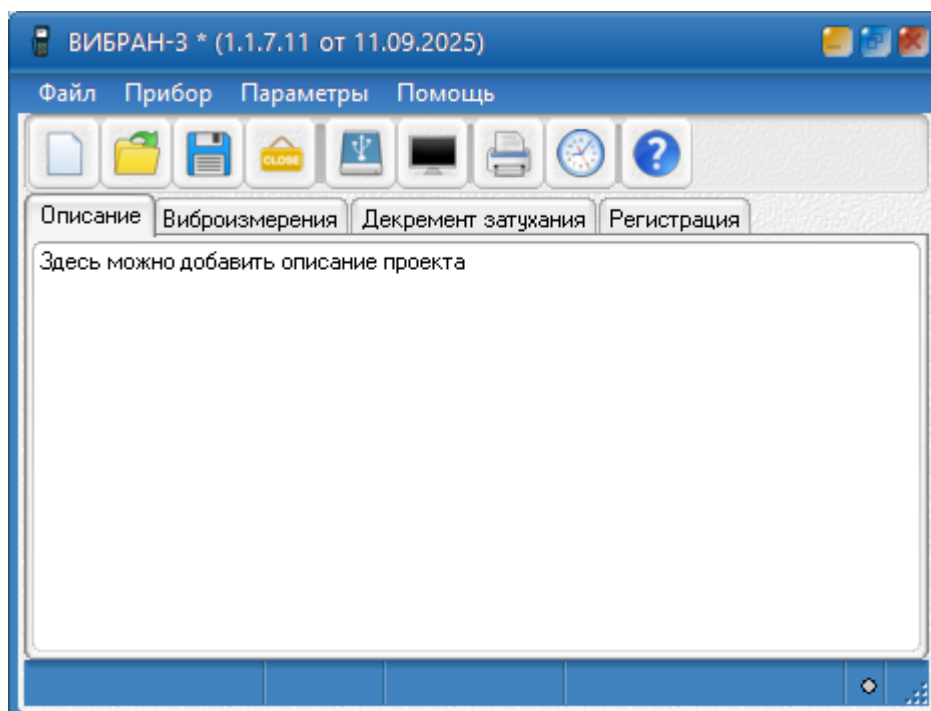 ВИБРАН-3 * (1.1.7.11 от 11.09.2025)
Файл Прибор Параметры Помощь
CLOSE
?
Описание Виброизмерения Декремент затухания Регистрация
Здесь можно добавить описание проекта